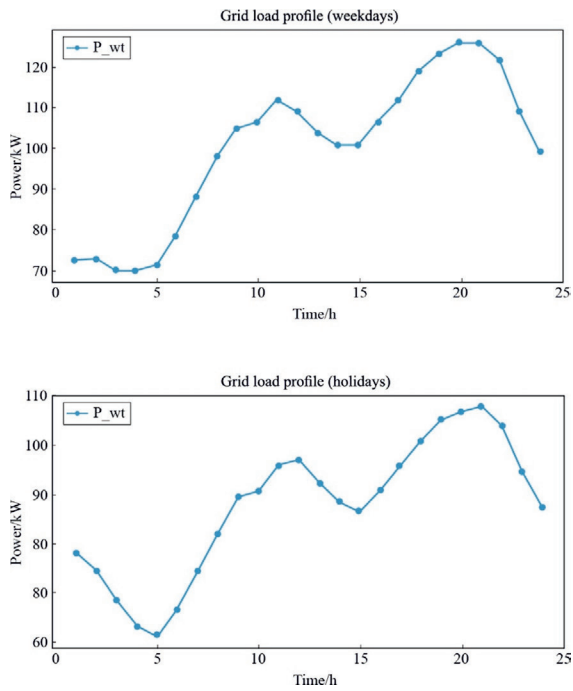 Grid load profile (weekdays)
P_wt
Power/kW
120
110
100
90
80
70
0 5 10 15 20 25
Time/h
Grid load profile (holidays)
P_wt
Power/kW
110
100
90
80
80
60
0 5 10 15 20 25
Time/h